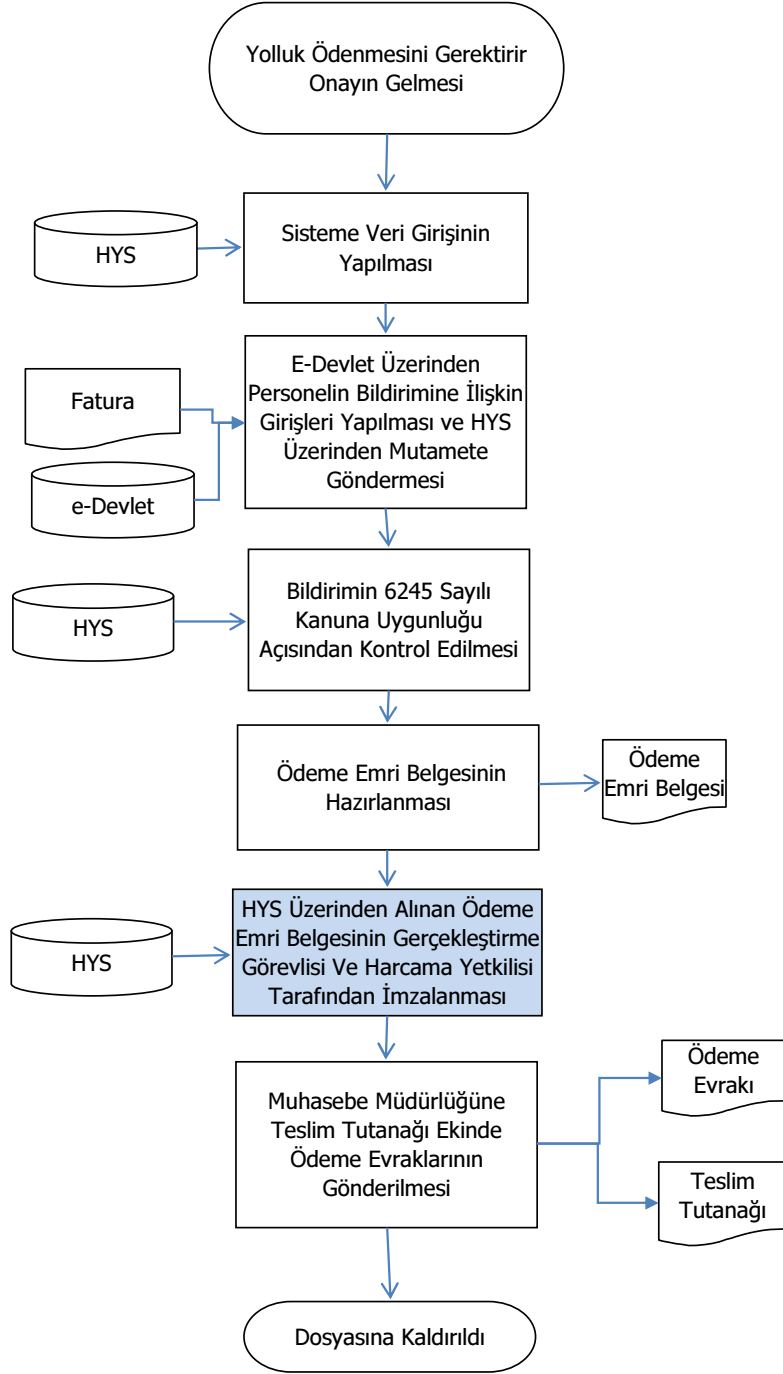 Yolluk Ödenmesini Gerektirir
Onayın Gelmesi
HYS
Sisteme Veri Girişinin
Yapılması
Fatura
e-Devlet
E-Devlet Üzerinden
Personelin Bildirimine İlişkin
Girişleri Yapılması ve HYS
Üzerinden Mutamete
Göndermesi
HYS
Bildirimin 6245 Sayılı
Kanuna Uygunluğu
Açısından Kontrol Edilmesi
Ödeme Emri Belgesinin
Hazırlanması
Ödeme
Emri Belgesi
HYS
HYS Üzerinden Alınan Ödeme
Emri Belgesinin Gerçekleştirme
Görevlisi Ve Harcama Yetkilisi
Tarafından İmzalanması
Muhasebe Müdürlüğüne
Teslim Tutanağı Ekinde
Ödeme Evraklarının
Gönderilmesi
Ödeme
Evrakı
Teslim
Tutanağı
Dosyasına Kaldırıldı